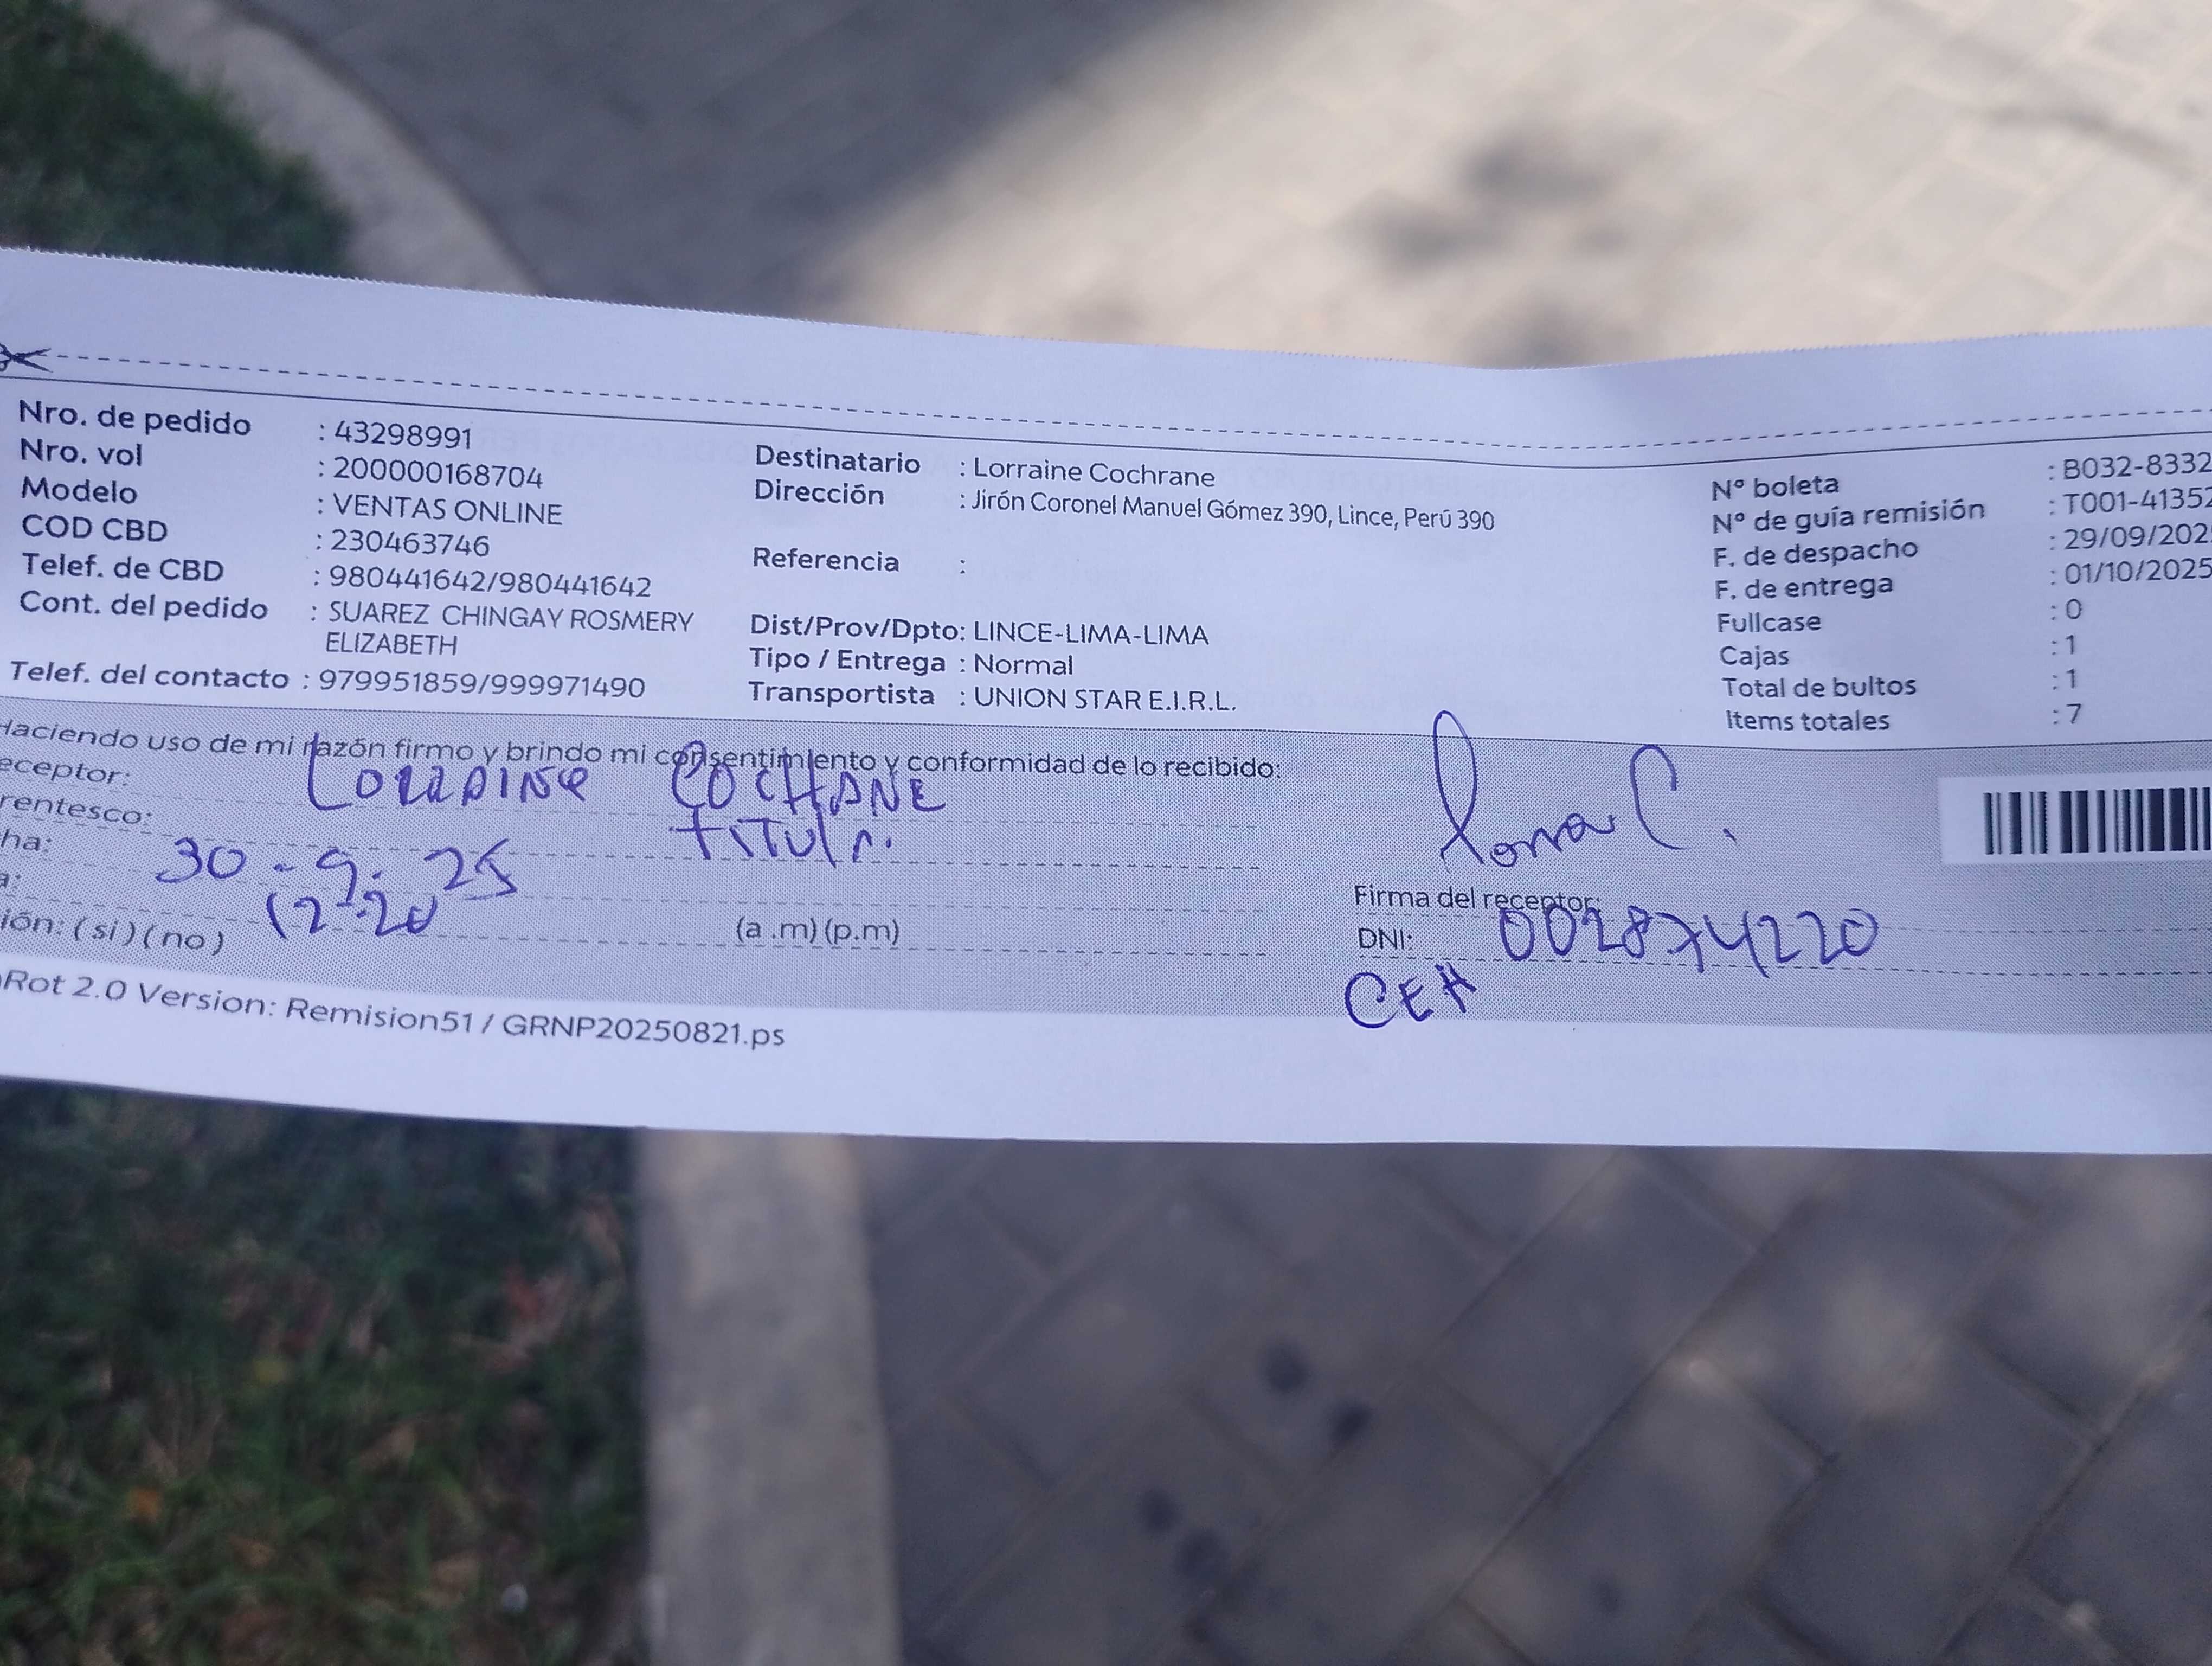 Nro. de pedido : 43298991
Nro. vol : 200000168704
Modelo : VENTAS ONLINE
COD CBD : 230463746
Telef. de CBD : 980441642/980441642
Cont. del pedido : SUAREZ CHINGAY ROSMERY
ELIZABETH
Telef. del contacto : 979951859/999971490
Destinatario : Lorraine Cochrane
Dirección : Jirón Coronel Manuel Gómez 390, Lince, Perú 390
Referencia :
Dist/Prov/Dpto: LINCE-LIMA-LIMA
Tipo / Entrega : Normal
Transportista : UNION STAR E.I.R.L.
Nº boleta : B032-8332
Nº de guía remisión : T001-4135
F. de despacho : 29/09/202
F. de entrega : 01/10/2025
Fullcase : 0
Cajas : 1
Total de bultos : 1
Items totales : 7
Haciendo uso de mi razón firmo y brindo mi consentimiento y conformidad de lo recibido:
eceptor: LORRAINE COCHANE
rentesco: TITULR.
ha: 30-9-25
a: 12:20 (a .m) (p.m)
ión: ( si ) ( no )
Lorra C.
Firma del receptor:
DNI: 002874220
CEH
Rot 2.0 Version: Remision51 / GRNP20250821.ps